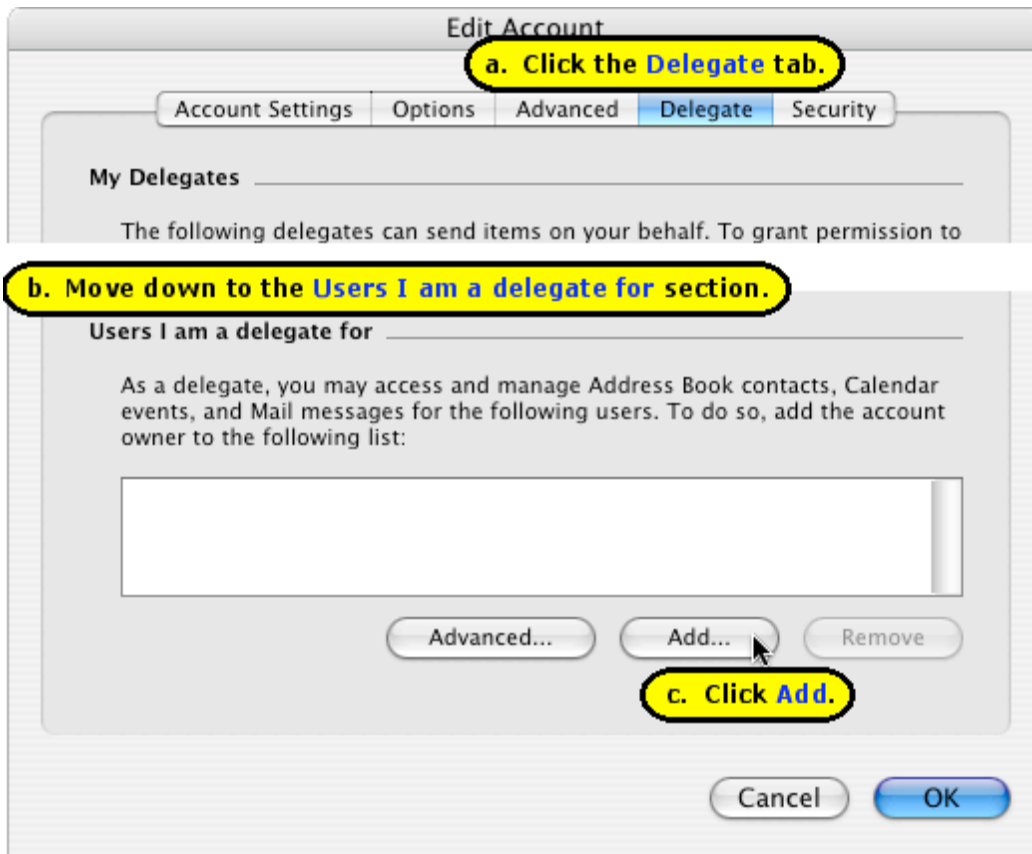 Edit Account
a. Click the Delegate tab.
Account Settings Options Advanced Delegate Security
My Delegates
The following delegates can send items on your behalf. To grant permission to
b. Move down to the Users I am a delegate for section.
Users I am a delegate for
As a delegate, you may access and manage Address Book contacts, Calendar
events, and Mail messages for the following users. To do so, add the account
owner to the following list:
Advanced... Add... Remove
c. Click Add.
Cancel OK